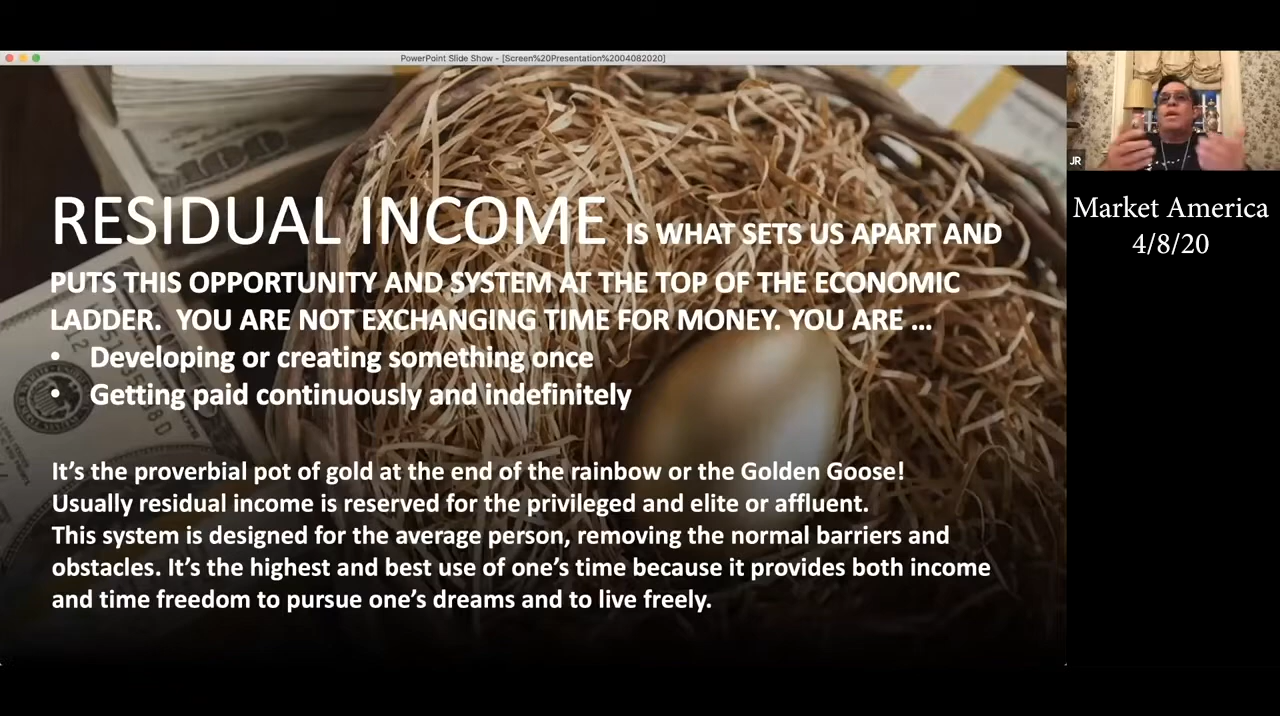 PowerPoint Slide Show - [Screen%20Presentation%2004082020]
RESIDUAL INCOME IS WHAT SETS US APART AND
PUTS THIS OPPORTUNITY AND SYSTEM AT THE TOP OF THE ECONOMIC
LADDER.  YOU ARE NOT EXCHANGING TIME FOR MONEY. YOU ARE ...
• Developing or creating something once
• Getting paid continuously and indefinitely
It's the proverbial pot of gold at the end of the rainbow or the Golden Goose!
Usually residual income is reserved for the privileged and elite or affluent.
This system is designed for the average person, removing the normal barriers and
obstacles. It's the highest and best use of one's time because it provides both income
and time freedom to pursue one's dreams and to live freely.
JR
Market America
4/8/20
100